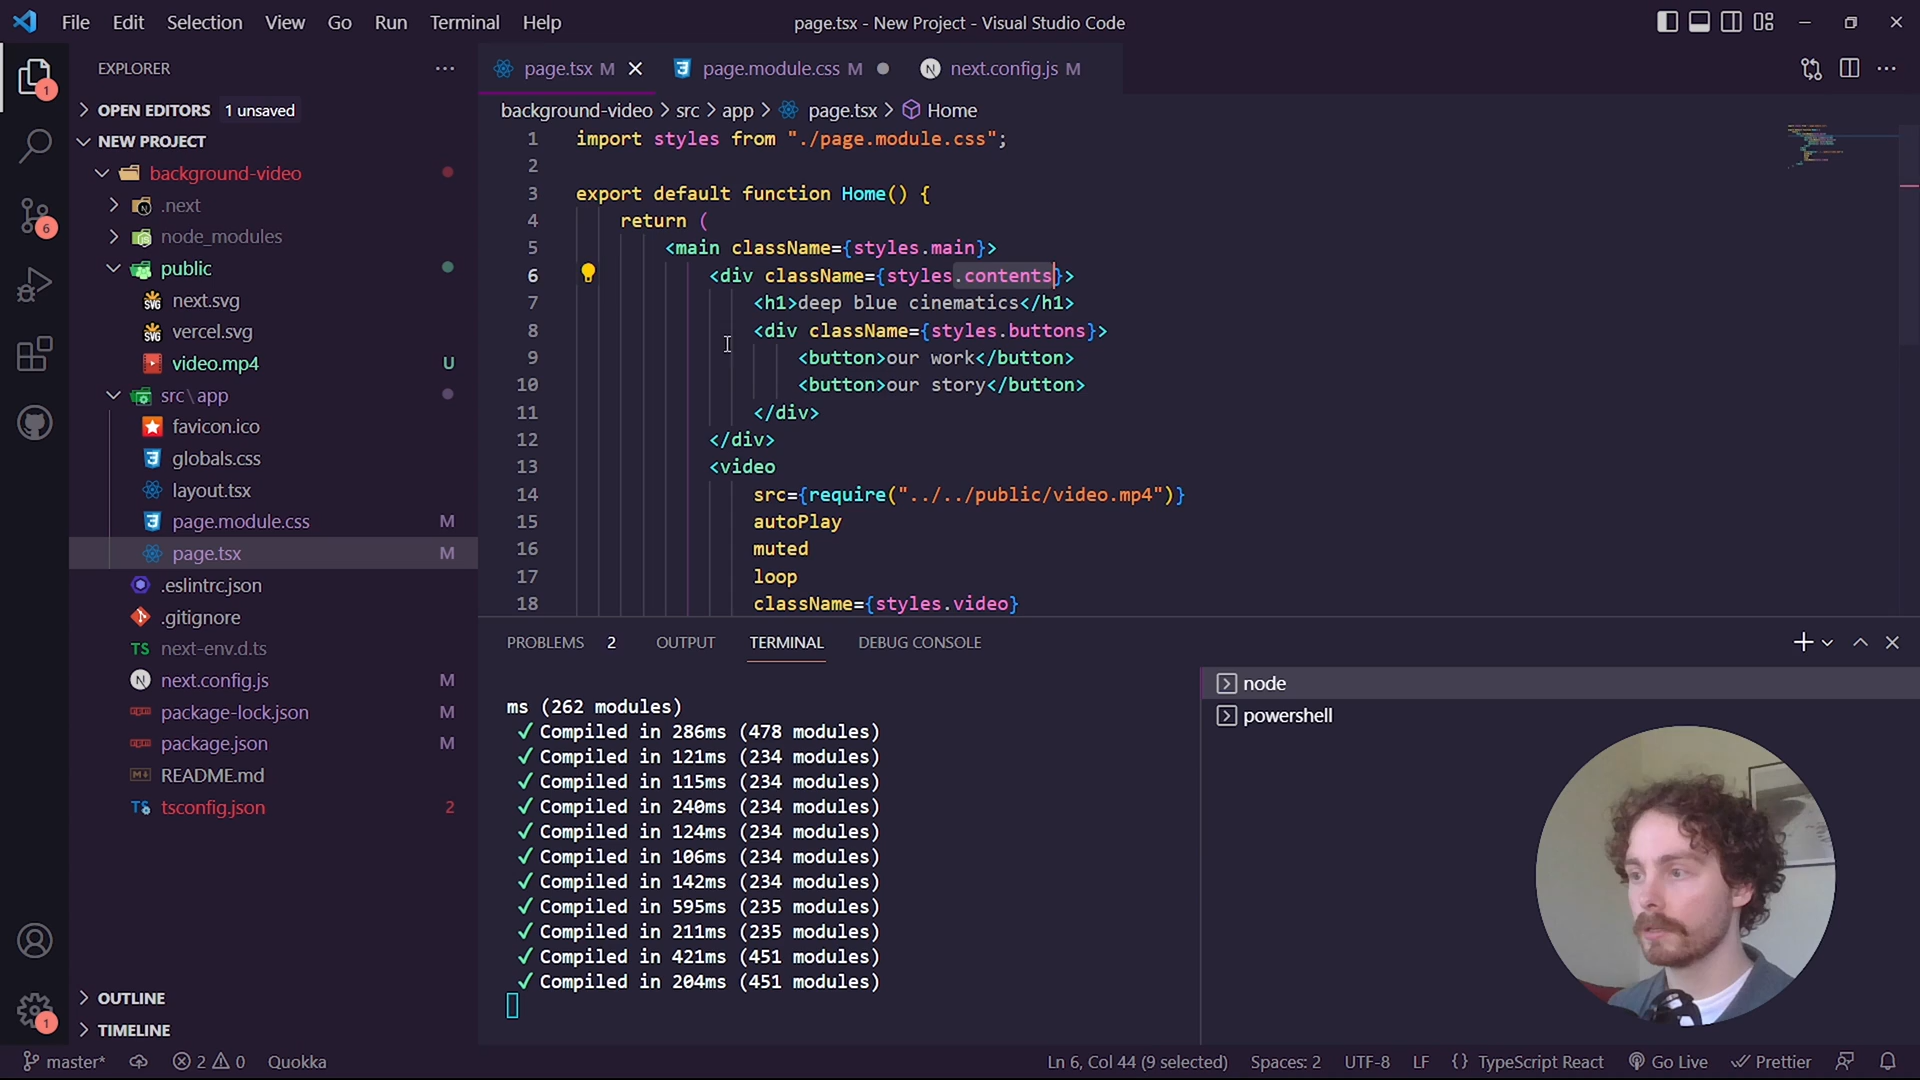 File Edit Selection View Go Run Terminal Help
page.tsx - New Project - Visual Studio Code
EXPLORER
OPEN EDITORS 1 unsaved
NEW PROJECT
background-video
.next
node_modules
public
next.svg
vercel.svg
video.mp4 U
src\app
favicon.ico
globals.css
layout.tsx
page.module.css M
page.tsx M
.eslintrc.json
.gitignore
next-env.d.ts
next.config.js M
package-lock.json M
package.json M
README.md
tsconfig.json 2
OUTLINE
TIMELINE
1
6
1
page.tsx M page.module.css M next.config.js M
background-video > src > app > page.tsx > Home
1 import styles from "./page.module.css";
2
3 export default function Home() {
4 return (
5 <main className={styles.main}>
6 <div className={styles.contents}>
7 <h1>deep blue cinematics</h1>
8 <div className={styles.buttons}>
9 <button>our work</button>
10 <button>our story</button>
11 </div>
12 </div>
13 <video
14 src={require("../../public/video.mp4")}
15 autoPlay
16 muted
17 loop
18 className={styles.video}
PROBLEMS 2 OUTPUT TERMINAL DEBUG CONSOLE
ms (262 modules)
✓ Compiled in 286ms (478 modules)
✓ Compiled in 121ms (234 modules)
✓ Compiled in 115ms (234 modules)
✓ Compiled in 240ms (234 modules)
✓ Compiled in 124ms (234 modules)
✓ Compiled in 106ms (234 modules)
✓ Compiled in 142ms (234 modules)
✓ Compiled in 595ms (235 modules)
✓ Compiled in 211ms (235 modules)
✓ Compiled in 421ms (451 modules)
✓ Compiled in 204ms (451 modules)
node
powershell
master* 2 0 Quokka Ln 6, Col 44 (9 selected) Spaces: 2 UTF-8 LF {} TypeScript React Go Live Prettier